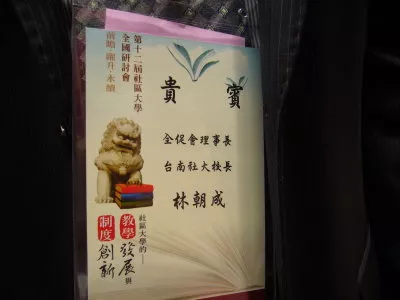 第十二屆社區大學
全國研討會
前瞻 躍升 永續
貴賓
全促會理事長
台南社大校長
林朝成
社區大學的——
教學發展與
制度創新